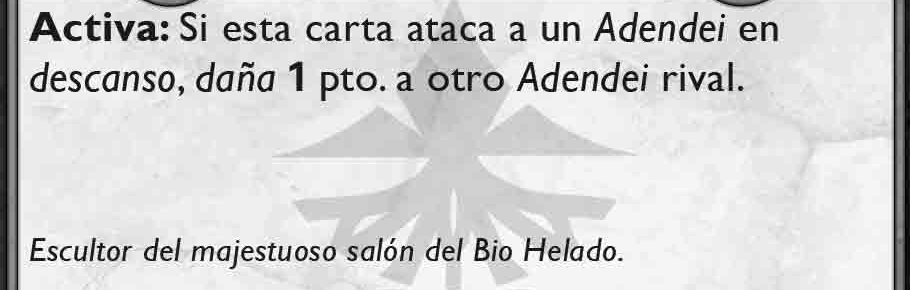 Activa: Si esta carta ataca a un Adendei en
descanso, daña 1 pto. a otro Adendei rival.
Escultor del majestuoso salón del Bio Helado.